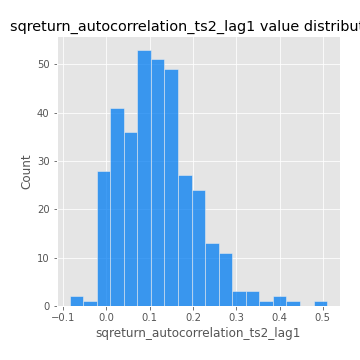 sqreturn_autocorrelation_ts2_lag1 value distribut
50
40
30
20
10
0
Count
−0.1 0.0 0.1 0.2 0.3 0.4 0.5
sqreturn_autocorrelation_ts2_lag1